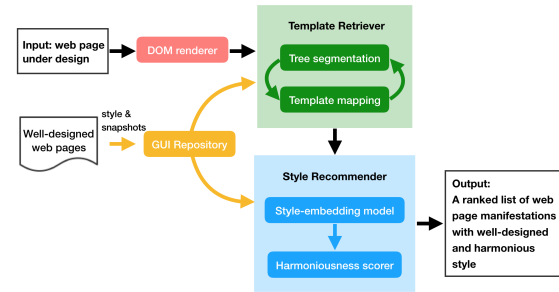 Template Retriever
Input: web page
under design
DOM renderer
Tree segmentation
Template mapping
style &
snapshots
Well-designed
web pages
GUI Repository
Style Recommender
Style-embedding model
Harmoniousness scorer
Output:
A ranked list of web
page manifestations
with well-designed
and harmonious
style